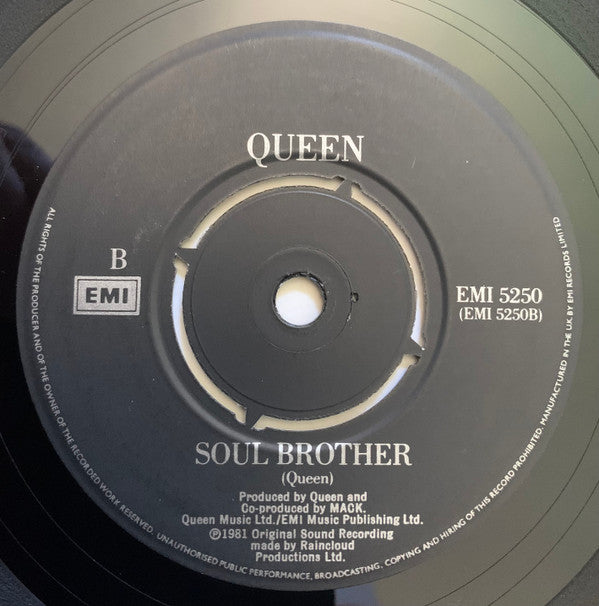 QUEEN
B
EMI
EMI 5250
(EMI 5250B)
SOUL BROTHER
(Queen)
Produced by Queen and
Co-produced by MACK.
Queen Music Ltd./EMI Music Publishing Ltd.
℗1981 Original Sound Recording
made by Raincloud
Productions Ltd.
ALL RIGHTS OF THE PRODUCER AND OF THE OWNER OF THE RECORDED WORK RESERVED. UNAUTHORISED PUBLIC PERFORMANCE, BROADCASTING, COPYING AND HIRING OF THIS RECORD PROHIBITED. MANUFACTURED IN THE U.K. BY EMI RECORDS LIMITED